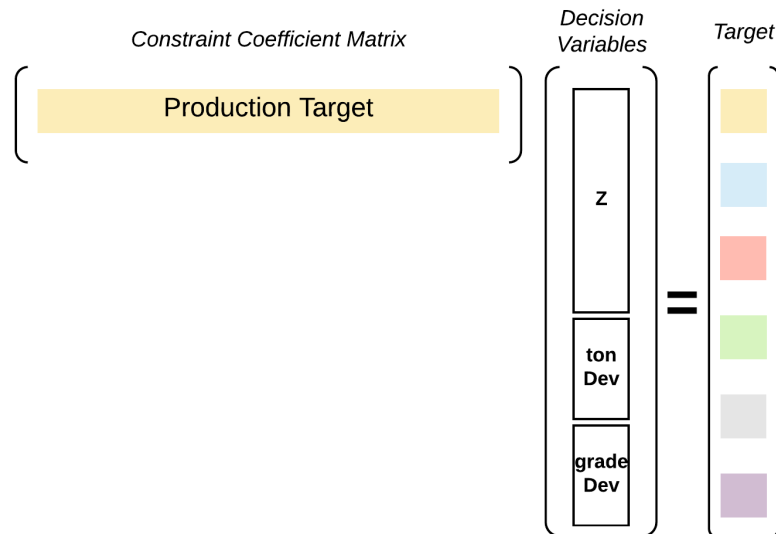 Constraint Coefficient Matrix
Decision
Variables
Target
Production Target
Z
=
ton
Dev
grade
Dev